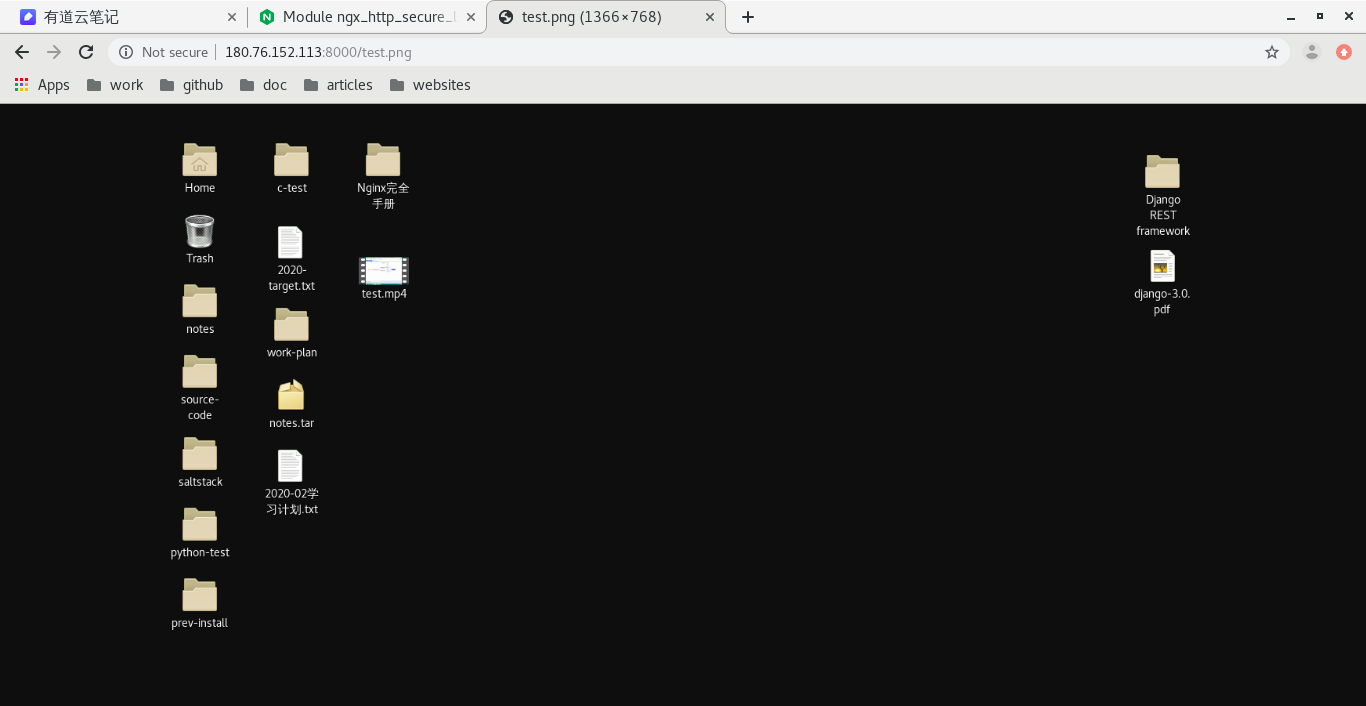 有道云笔记
Module ngx_http_secure_
test.png (1366×768)
Not secure
180.76.152.113:8000/test.png
Apps
work
github
doc
articles
websites
Home
c-test
Nginx完全
手册
Trash
2020-
target.txt
test.mp4
notes
work-plan
source-
code
notes.tar
saltstack
2020-02学
习计划.txt
python-test
prev-install
Django
REST
framework
django-3.0.
pdf